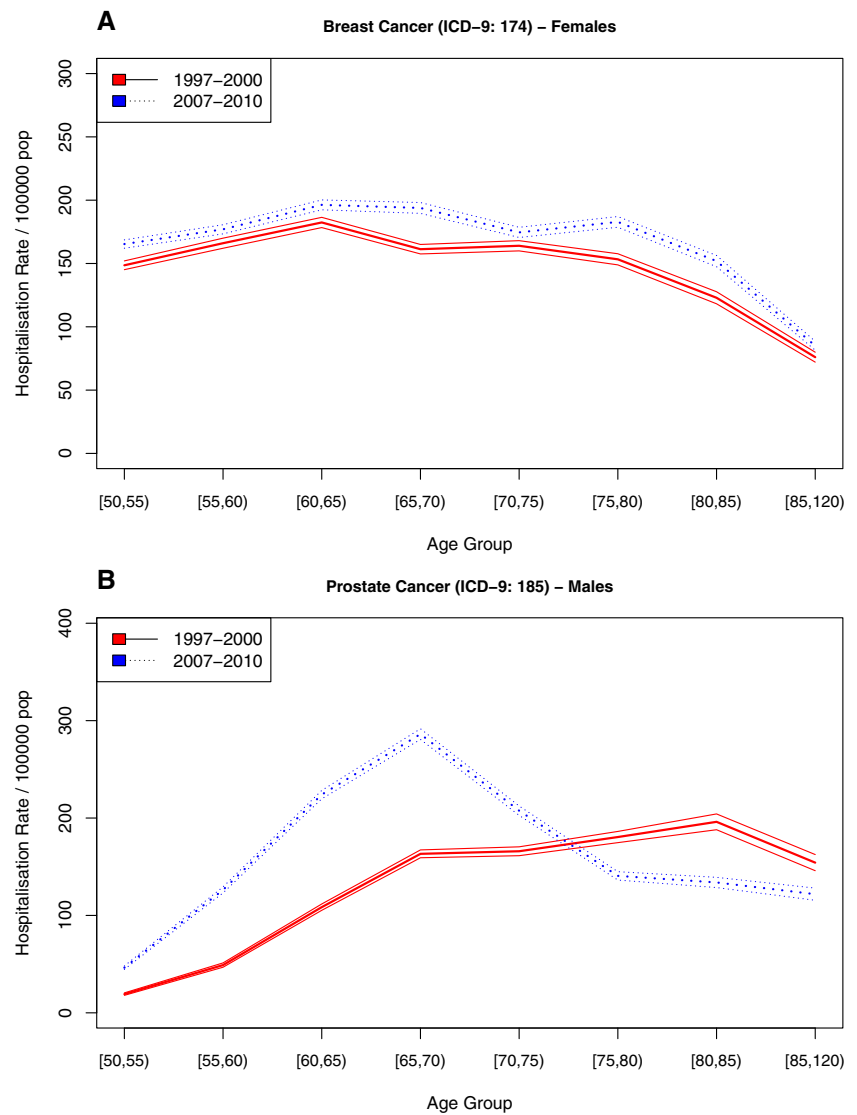 A
Breast Cancer (ICD−9: 174) − Females
1997−2000
2007−2010
Hospitalisation Rate / 100000 pop
300
250
200
150
100
50
0
[50,55) [55,60) [60,65) [65,70) [70,75) [75,80) [80,85) [85,120)
Age Group
B
Prostate Cancer (ICD−9: 185) − Males
1997−2000
2007−2010
Hospitalisation Rate / 100000 pop
400
300
200
100
0
[50,55) [55,60) [60,65) [65,70) [70,75) [75,80) [80,85) [85,120)
Age Group